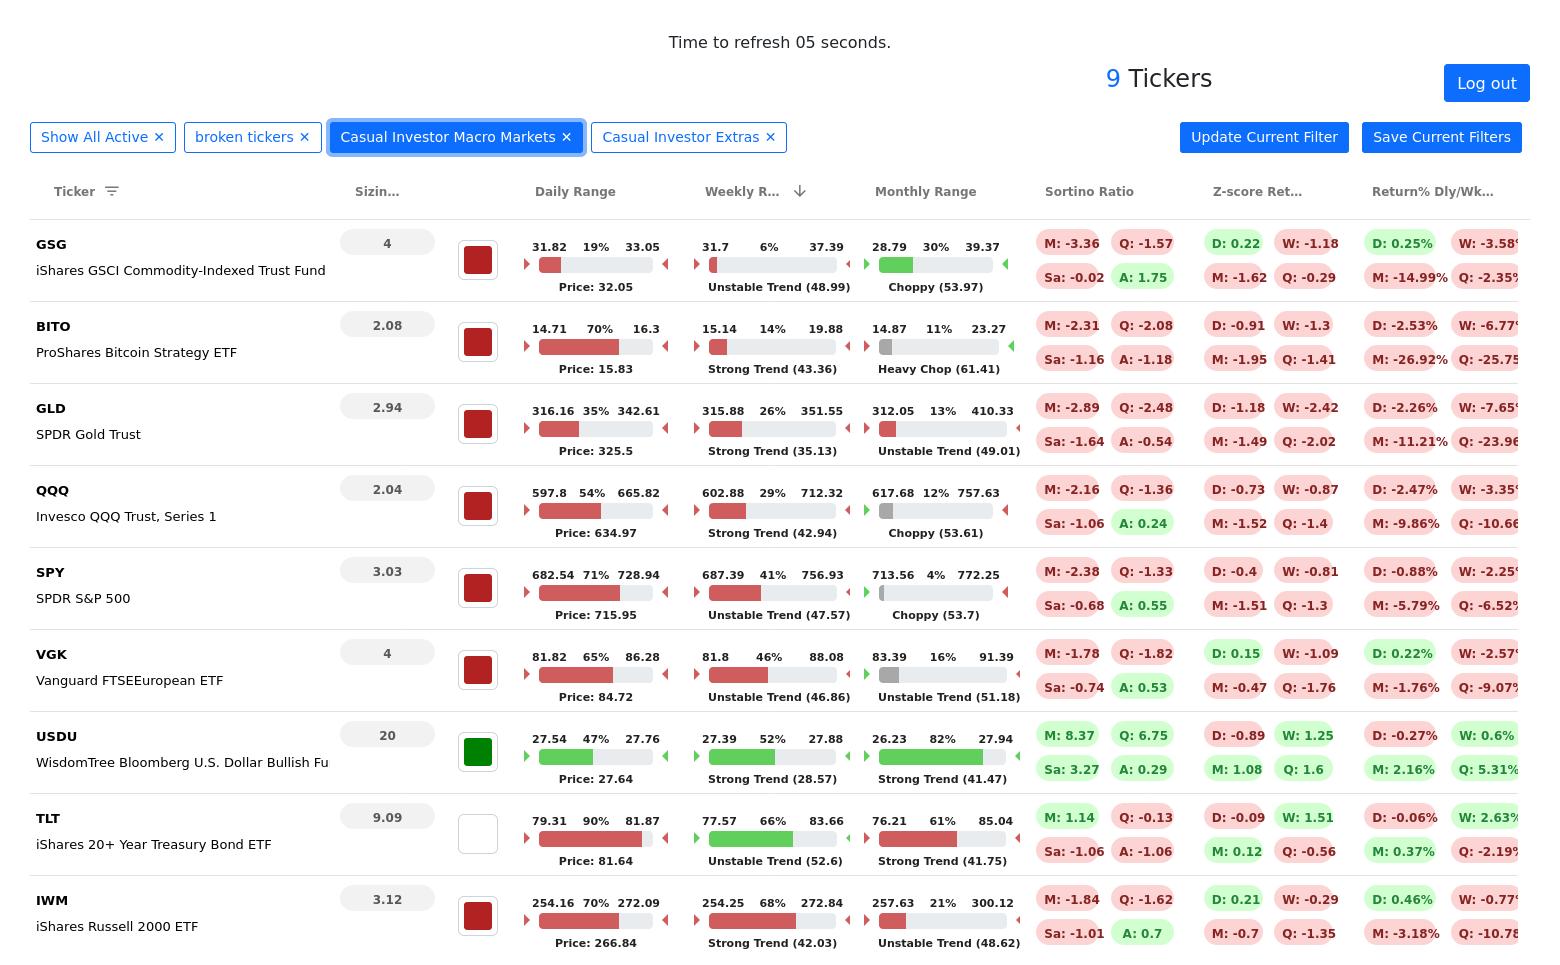 Time to refresh 05 seconds.
9 Tickers
Log out
Show All Active ✕ broken tickers ✕ Casual Investor Macro Markets ✕ Casual Investor Extras ✕ Update Current Filter Save Current Filters
Ticker Sizin... Daily Range Weekly R... Monthly Range Sortino Ratio Z-score Ret... Return% Dly/Wk...
GSG 4 31.82 19% 33.05 31.7 6% 37.39 28.79 30% 39.37 M: -3.36 Q: -1.57 D: 0.22 W: -1.18 D: 0.25% W: -3.58%
iShares GSCI Commodity-Indexed Trust Fund Sa: -0.02 A: 1.75 M: -1.62 Q: -0.29 M: -14.99% Q: -2.35%
Price: 32.05 Unstable Trend (48.99) Choppy (53.97)
BITO 2.08 14.71 70% 16.3 15.14 14% 19.88 14.87 11% 23.27 M: -2.31 Q: -2.08 D: -0.91 W: -1.3 D: -2.53% W: -6.77%
ProShares Bitcoin Strategy ETF Sa: -1.16 A: -1.18 M: -1.95 Q: -1.41 M: -26.92% Q: -25.75
Price: 15.83 Strong Trend (43.36) Heavy Chop (61.41)
GLD 2.94 316.16 35% 342.61 315.88 26% 351.55 312.05 13% 410.33 M: -2.89 Q: -2.48 D: -1.18 W: -2.42 D: -2.26% W: -7.65%
SPDR Gold Trust Sa: -1.64 A: -0.54 M: -1.49 Q: -2.02 M: -11.21% Q: -23.96
Price: 325.5 Strong Trend (35.13) Unstable Trend (49.01)
QQQ 2.04 597.8 54% 665.82 602.88 29% 712.32 617.68 12% 757.63 M: -2.16 Q: -1.36 D: -0.73 W: -0.87 D: -2.47% W: -3.35%
Invesco QQQ Trust, Series 1 Sa: -1.06 A: 0.24 M: -1.52 Q: -1.4 M: -9.86% Q: -10.66
Price: 634.97 Strong Trend (42.94) Choppy (53.61)
SPY 3.03 682.54 71% 728.94 687.39 41% 756.93 713.56 4% 772.25 M: -2.38 Q: -1.33 D: -0.4 W: -0.81 D: -0.88% W: -2.25%
SPDR S&P 500 Sa: -0.68 A: 0.55 M: -1.51 Q: -1.3 M: -5.79% Q: -6.52%
Price: 715.95 Unstable Trend (47.57) Choppy (53.7)
VGK 4 81.82 65% 86.28 81.8 46% 88.08 83.39 16% 91.39 M: -1.78 Q: -1.82 D: 0.15 W: -1.09 D: 0.22% W: -2.57%
Vanguard FTSEEuropean ETF Sa: -0.74 A: 0.53 M: -0.47 Q: -1.76 M: -1.76% Q: -9.07%
Price: 84.72 Unstable Trend (46.86) Unstable Trend (51.18)
USDU 20 27.54 47% 27.76 27.39 52% 27.88 26.23 82% 27.94 M: 8.37 Q: 6.75 D: -0.89 W: 1.25 D: -0.27% W: 0.6%
WisdomTree Bloomberg U.S. Dollar Bullish Fu Sa: 3.27 A: 0.29 M: 1.08 Q: 1.6 M: 2.16% Q: 5.31%
Price: 27.64 Strong Trend (28.57) Strong Trend (41.47)
TLT 9.09 79.31 90% 81.87 77.57 66% 83.66 76.21 61% 85.04 M: 1.14 Q: -0.13 D: -0.09 W: 1.51 D: -0.06% W: 2.63%
iShares 20+ Year Treasury Bond ETF Sa: -1.06 A: -1.06 M: 0.12 Q: -0.56 M: 0.37% Q: -2.19%
Price: 81.64 Unstable Trend (52.6) Strong Trend (41.75)
IWM 3.12 254.16 70% 272.09 254.25 68% 272.84 257.63 21% 300.12 M: -1.84 Q: -1.62 D: 0.21 W: -0.29 D: 0.46% W: -0.77%
iShares Russell 2000 ETF Sa: -1.01 A: 0.7 M: -0.7 Q: -1.35 M: -3.18% Q: -10.78
Price: 266.84 Strong Trend (42.03) Unstable Trend (48.62)